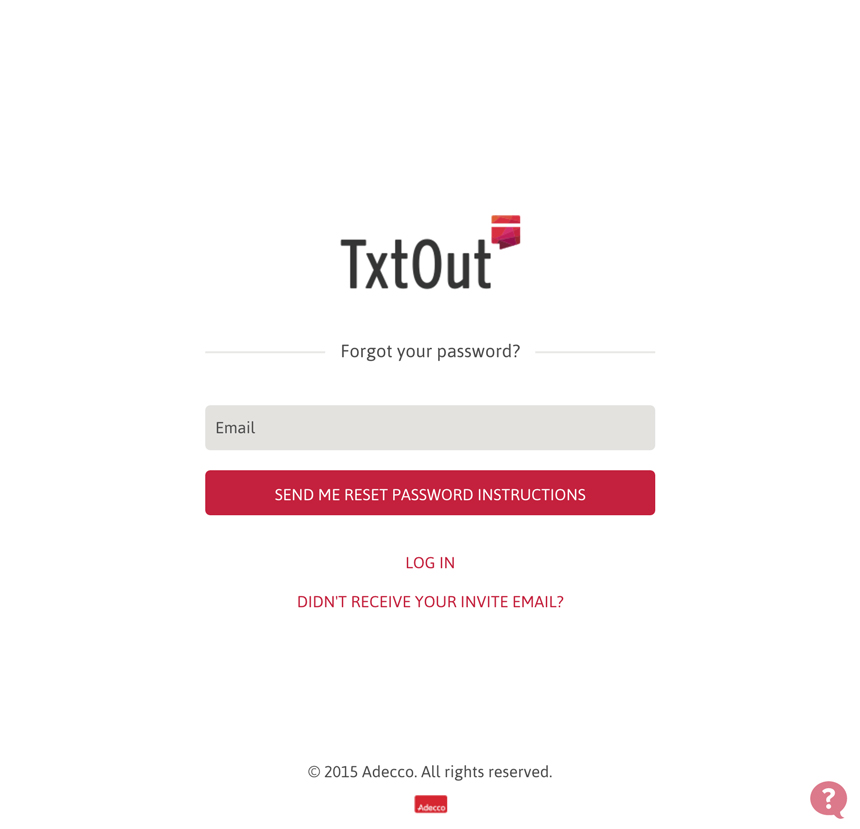 TxtOut
Forgot your password?
Email
SEND ME RESET PASSWORD INSTRUCTIONS
LOG IN
DIDN'T RECEIVE YOUR INVITE EMAIL?
© 2015 Adecco. All rights reserved.
Adecco
?